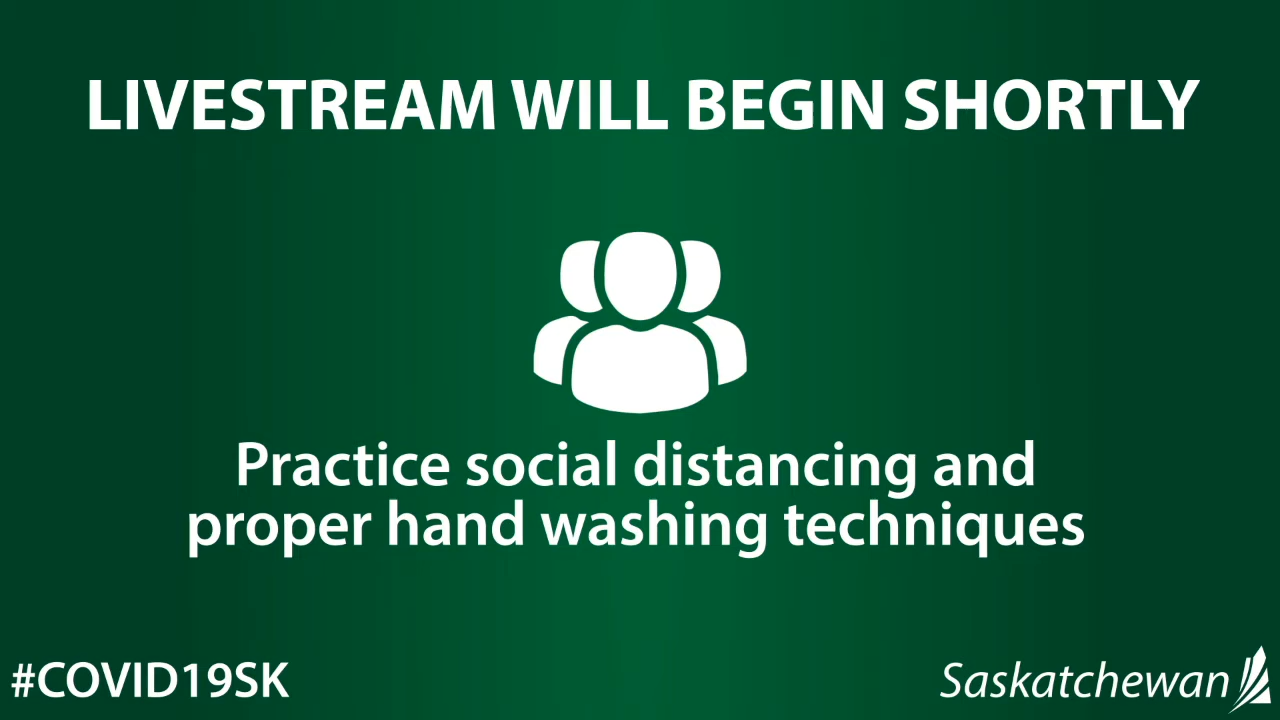 LIVESTREAM WILL BEGIN SHORTLY
Practice social distancing and
proper hand washing techniques
#COVID19SK
Saskatchewan